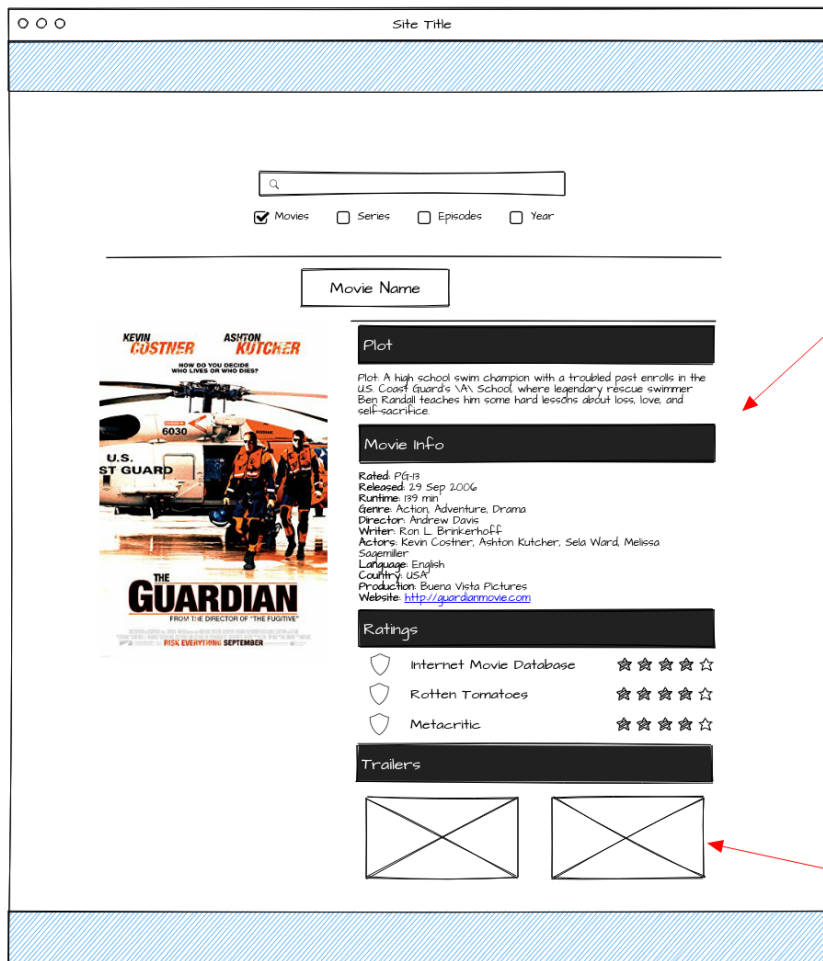 Site Title
Movies Series Episodes Year
Movie Name
KEVIN COSTNER ASHTON KUTCHER
HOW DO YOU DECIDE
WHO LIVES OR WHO DIES?
6030
U.S.
ST GUARD
THE
GUARDIAN
FROM THE DIRECTOR OF "THE FUGITIVE"
RISK EVERYTHING SEPTEMBER
Plot
Plot: A high school swim champion with a troubled past enrolls in the
U.S. Coast Guard's \A\ School, where legendary rescue swimmer
Ben Randall teaches him some hard lessons about loss, love, and
self-sacrifice.
Movie Info
Rated: PG-13
Released: 29 Sep 2006
Runtime: 139 min
Genre: Action, Adventure, Drama
Director: Andrew Davis
Writer: Ron L. Brinkerhoff
Actors: Kevin Costner, Ashton Kutcher, Sela Ward, Melissa
Sagemiller
Language: English
Country: USA
Production: Buena Vista Pictures
Website: http://guardianmovie.com
Ratings
Internet Movie Database
Rotten Tomatoes
Metacritic
Trailers